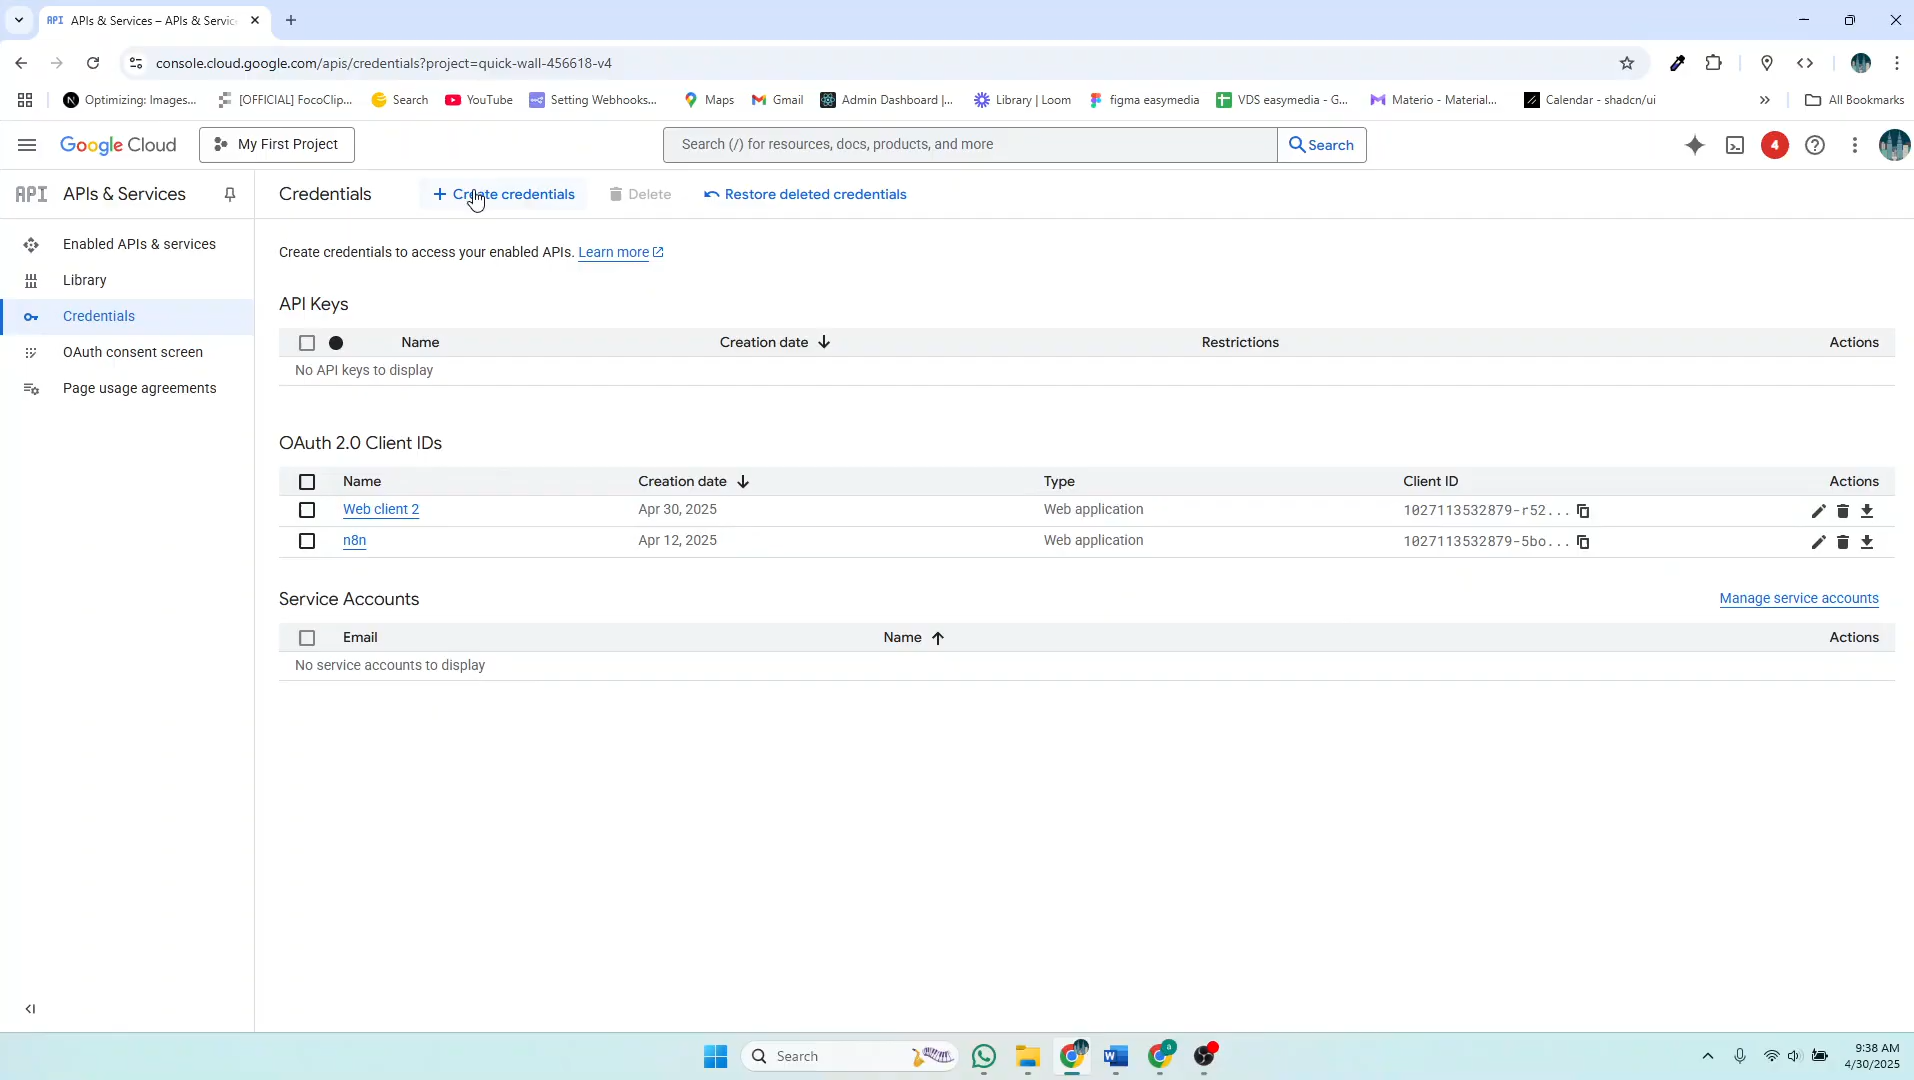 API APIs & Services – APIs & Servic
console.cloud.google.com/apis/credentials?project=quick-wall-456618-v4
Optimizing: Images...
[OFFICIAL] FocoClip...
Search
YouTube
Setting Webhooks...
Maps
Gmail
Admin Dashboard |...
Library | Loom
figma easymedia
VDS easymedia - G...
Materio - Material...
Calendar - shadcn/ui
»
All Bookmarks
Google Cloud
My First Project
Search (/) for resources, docs, products, and more
Search
4
API APIs & Services
Credentials
+ Create credentials
Delete
Restore deleted credentials
Enabled APIs & services
Library
Credentials
OAuth consent screen
Page usage agreements
Create credentials to access your enabled APIs. Learn more
API Keys
Name Creation date Restrictions Actions
No API keys to display
OAuth 2.0 Client IDs
Name Creation date Type Client ID Actions
Web client 2 Apr 30, 2025 Web application 1027113532879-r52...
n8n Apr 12, 2025 Web application 1027113532879-5bo...
Service Accounts
Manage service accounts
Email Name Actions
No service accounts to display
Search
a
9:38 AM
4/30/2025